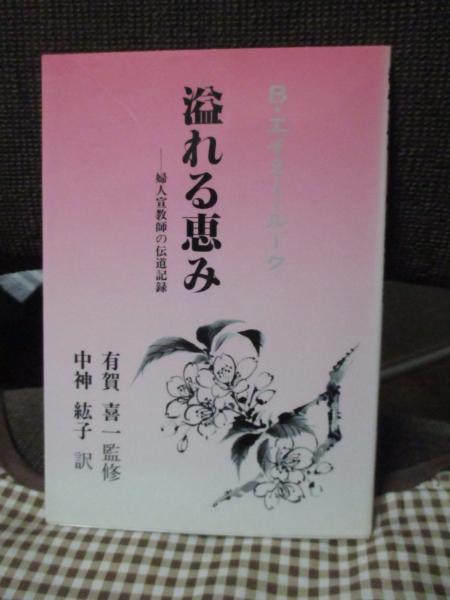 B・エイミー・ルーク
溢れる恵み
――婦人宣教師の伝道記録
有賀 喜一 監修
中神 紘子 訳